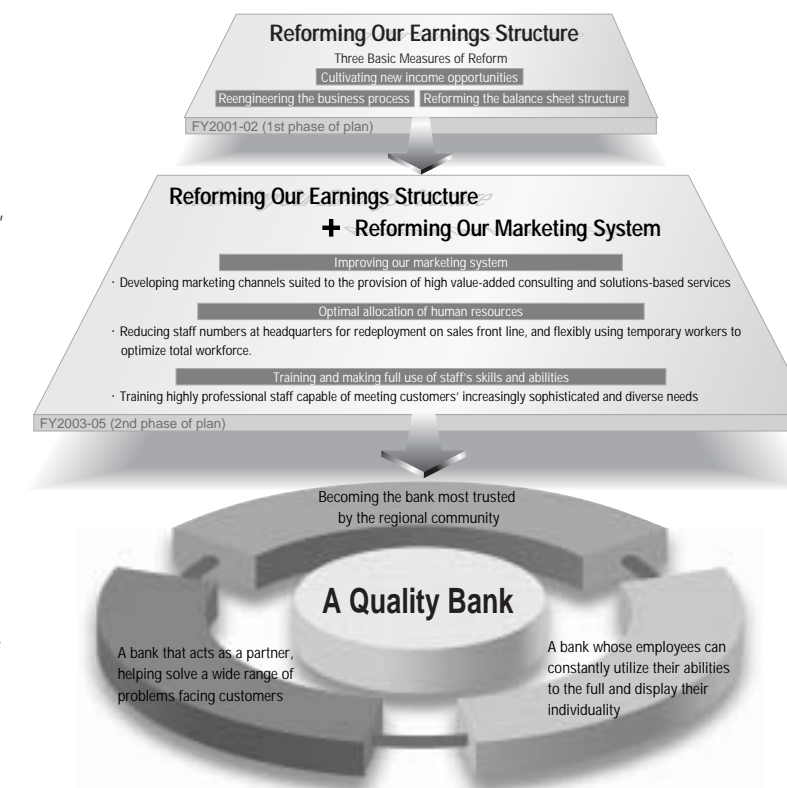 Reforming Our Earnings Structure
Three Basic Measures of Reform
Cultivating new income opportunities
Reengineering the business process Reforming the balance sheet structure
FY2001-02 (1st phase of plan)
Reforming Our Earnings Structure
+ Reforming Our Marketing System
Improving our marketing system
· Developing marketing channels suited to the provision of high value-added consulting and solutions-based services
Optimal allocation of human resources
· Reducing staff numbers at headquarters for redeployment on sales front line, and flexibly using temporary workers to
optimize total workforce.
Training and making full use of staff's skills and abilities
· Training highly professional staff capable of meeting customers' increasingly sophisticated and diverse needs
FY2003-05 (2nd phase of plan)
Becoming the bank most trusted
by the regional community
A Quality Bank
A bank that acts as a partner,
helping solve a wide range of
problems facing customers
A bank whose employees can
constantly utilize their abilities
to the full and display their
individuality